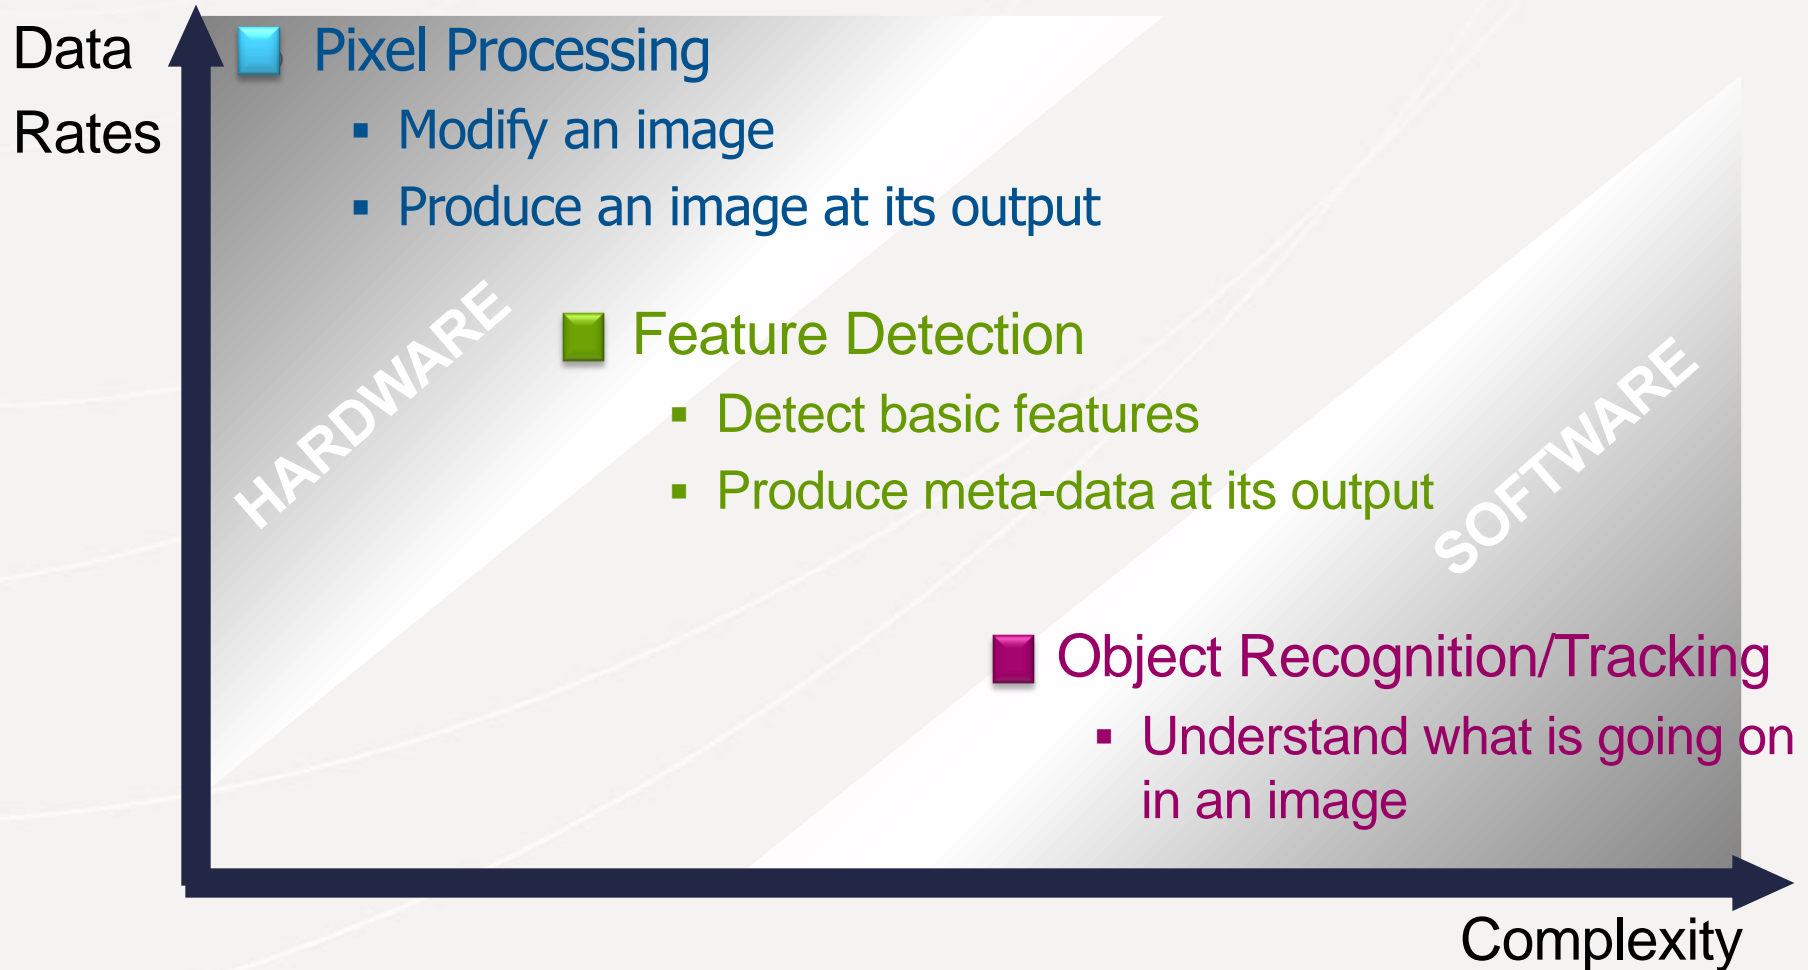 Data
Rates
Pixel Processing
▪ Modify an image
▪ Produce an image at its output
HARDWARE
Feature Detection
▪ Detect basic features
▪ Produce meta-data at its output
SOFTWARE
Object Recognition/Tracking
▪ Understand what is going on
in an image
Complexity